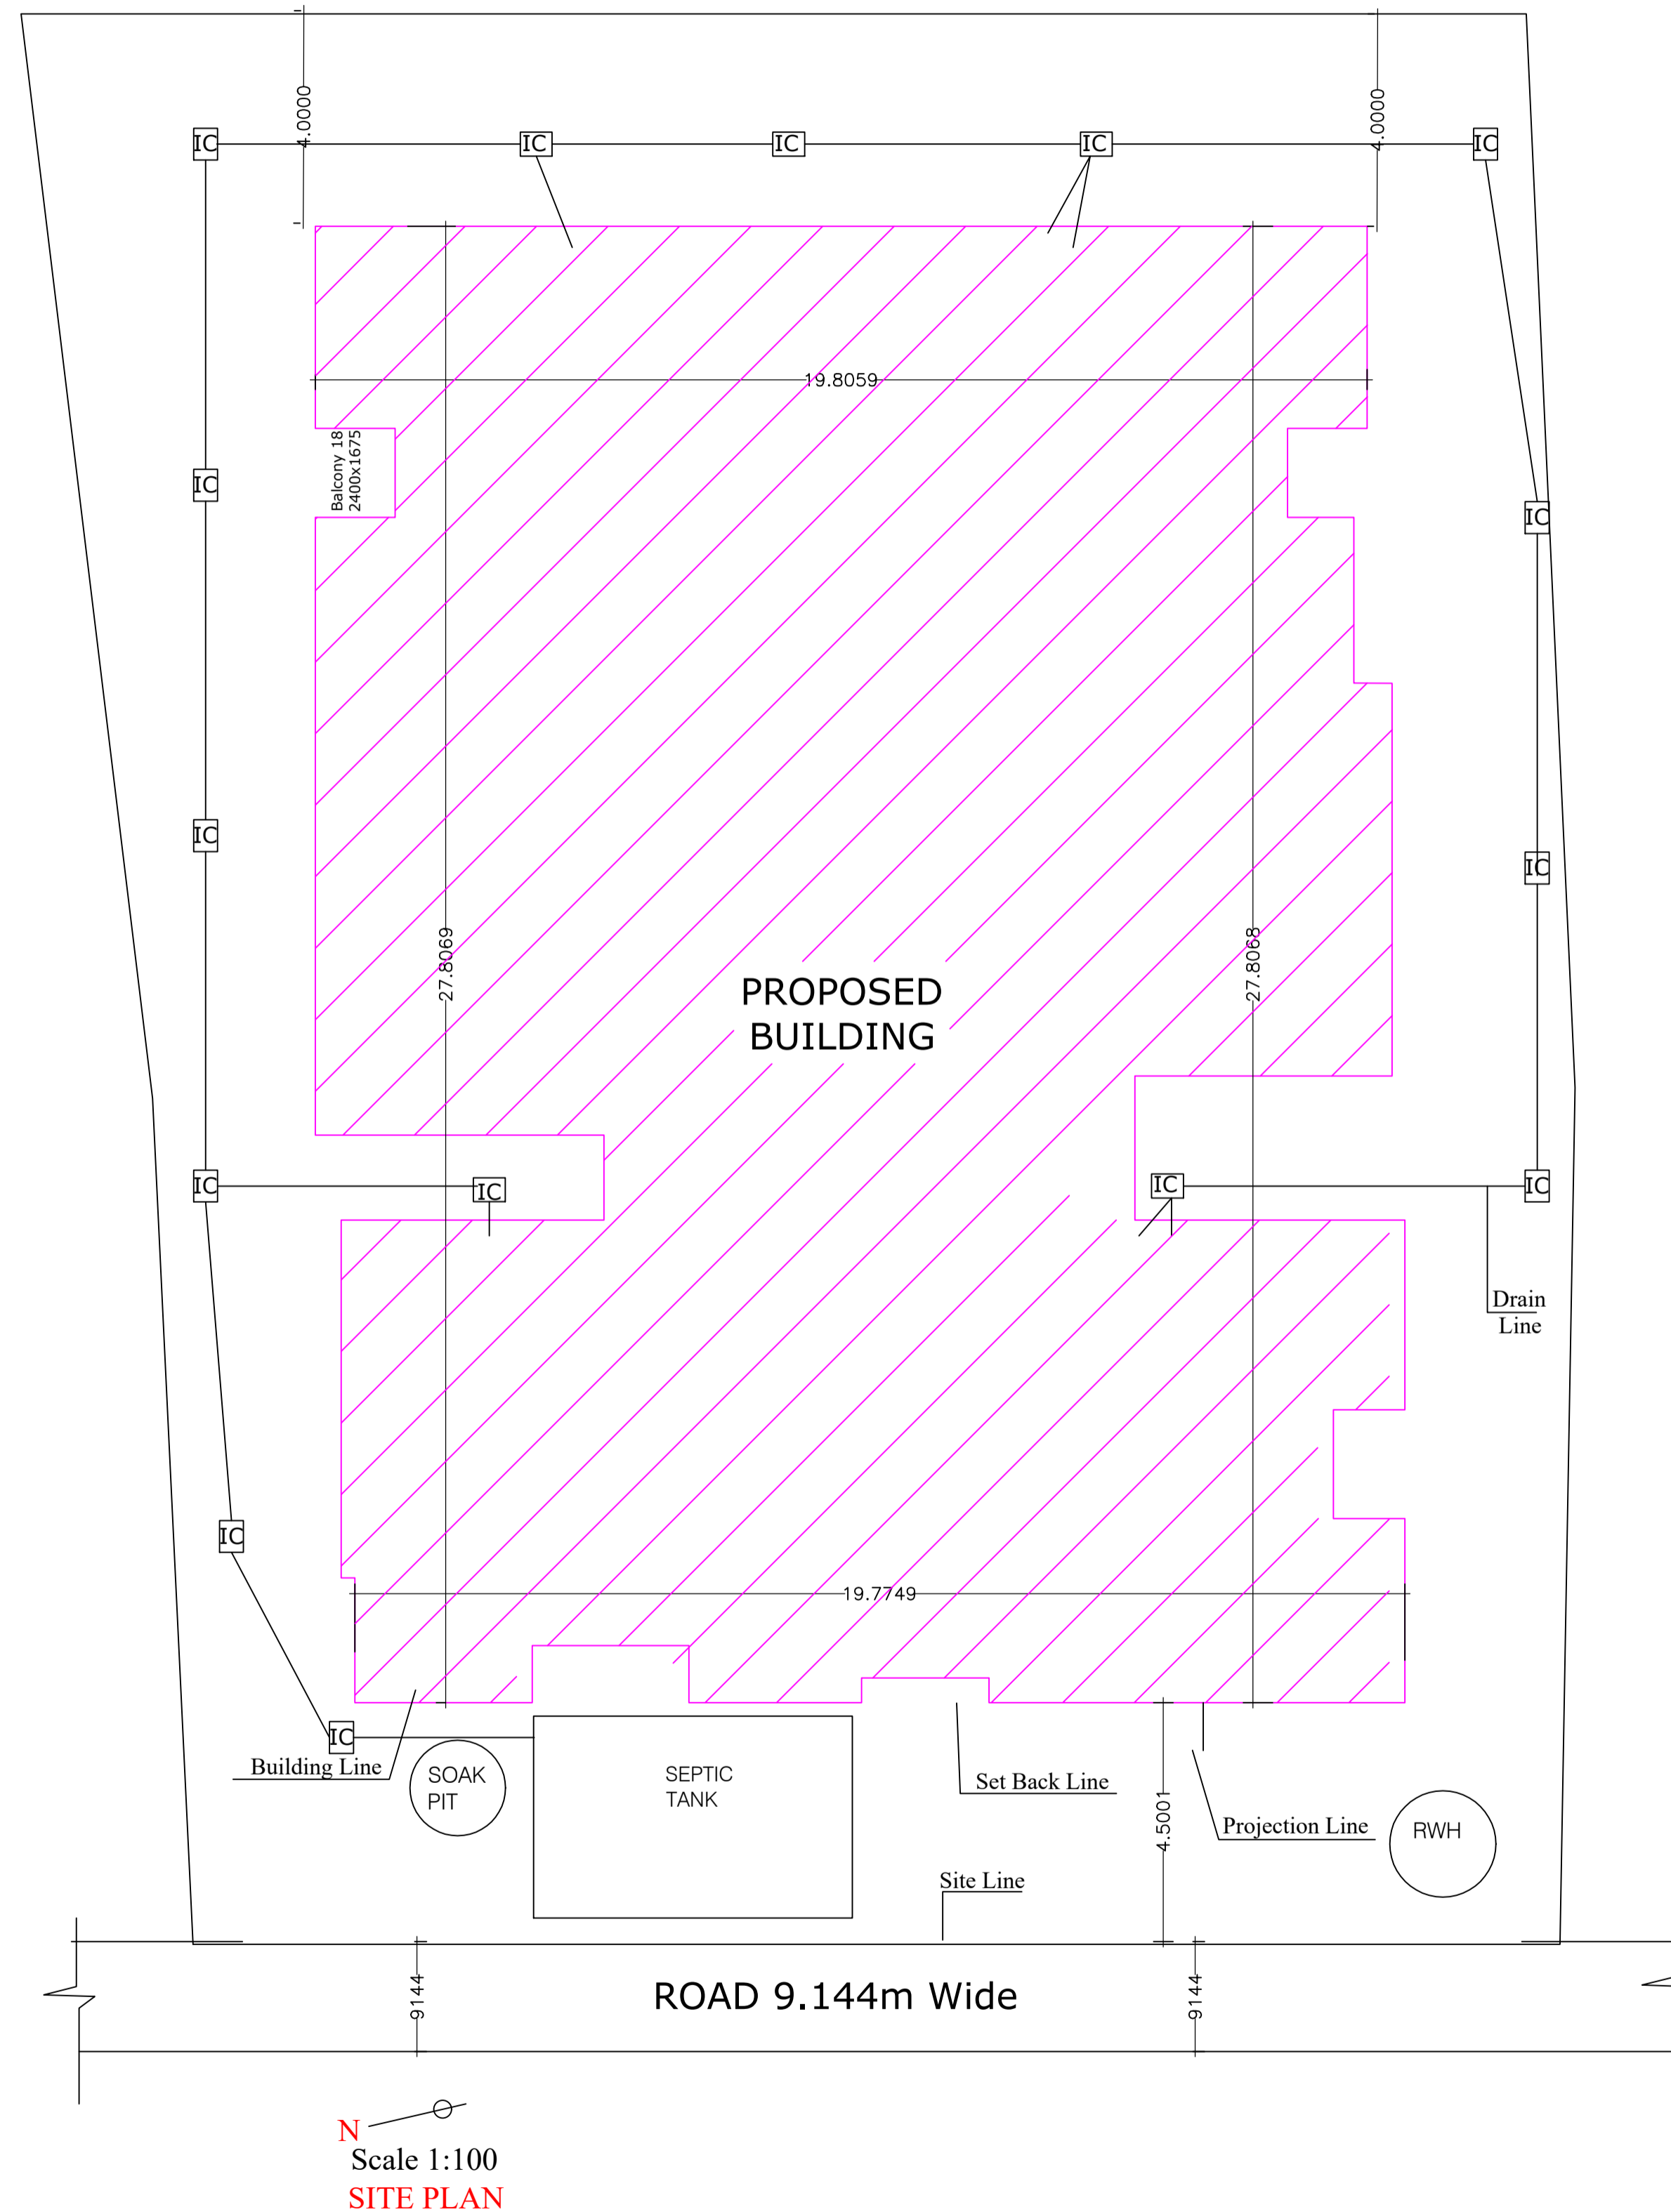 4.0000
4.0000
IC
IC
IC
IC
IC
19.8059
Balcony 18
2400x1675
IC
IC
IC
IC
27.8069
27.8068
PROPOSED
BUILDING
IC
IC
IC
IC
Drain
Line
IC
19.7749
IC
Building Line
SOAK
PIT
SEPTIC
TANK
Set Back Line
4.5001
Projection Line
RWH
Site Line
9144
ROAD 9.144m Wide
9144
N
Scale 1:100
SITE PLAN